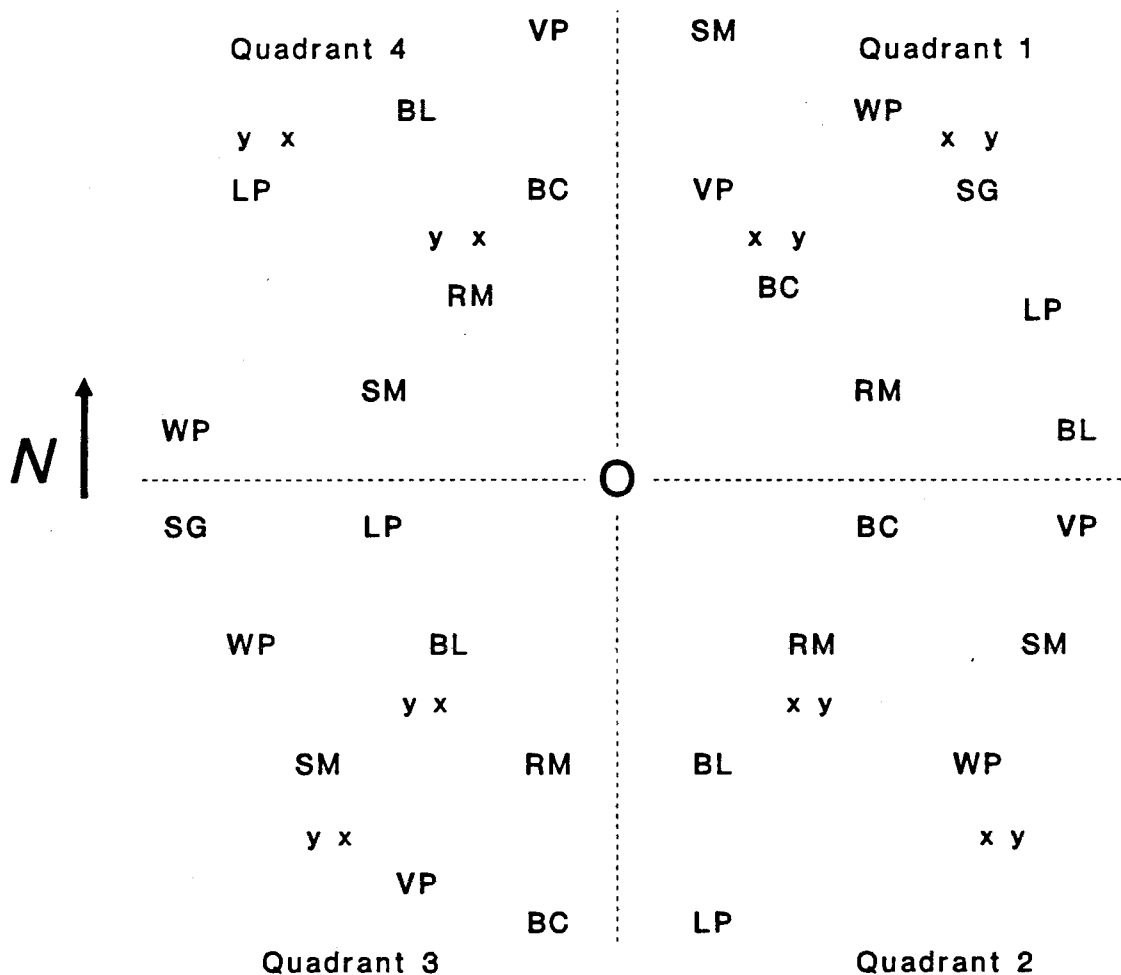 VP SM
Quadrant 4 Quadrant 1
BL WP
y x x y
LP BC VP SG
y x x y
RM BC
LP
SM RM
WP BL
N
O
SG LP BC VP
WP BL RM SM
y x x y
SM RM BL WP
y x x y
VP
BC LP
Quadrant 3 Quadrant 2